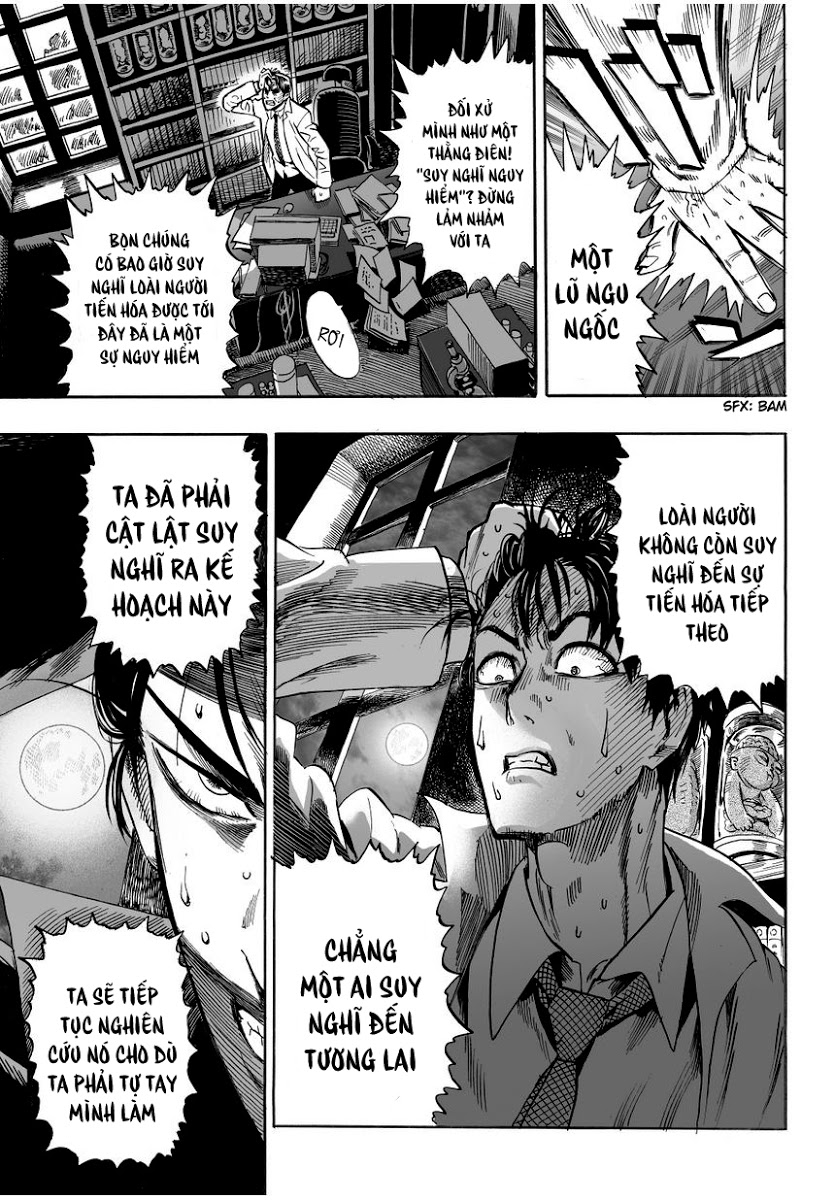 MỘT
LŨ NGU
NGỐC
SFX: BAM
ĐỐI XỬ
MÌNH NHƯ MỘT
THẰNG ĐIÊN!
"SUY NGHĨ NGUY
HIỂM"? ĐỪNG
LẢM NHẢM
VỚI TA
BỌN CHÚNG
CÓ BAO GIỜ SUY
NGHĨ LOÀI NGƯỜI
TIẾN HÓA ĐƯỢC TỚI
ĐÂY ĐÃ LÀ MỘT
SỰ NGUY HIỂM
RƠI
LOÀI NGƯỜI
KHÔNG CÒN SUY
NGHĨ ĐẾN SỰ
TIẾN HÓA TIẾP
THEO
CHẲNG
MỘT AI SUY
NGHĨ ĐẾN
TƯƠNG LAI
TA ĐÃ PHẢI
CẬT LẬT SUY
NGHĨ RA KẾ
HOẠCH NÀY
TA SẼ TIẾP
TỤC NGHIÊN
CỨU NÓ CHO DÙ
TA PHẢI TỰ TAY
MÌNH LÀM